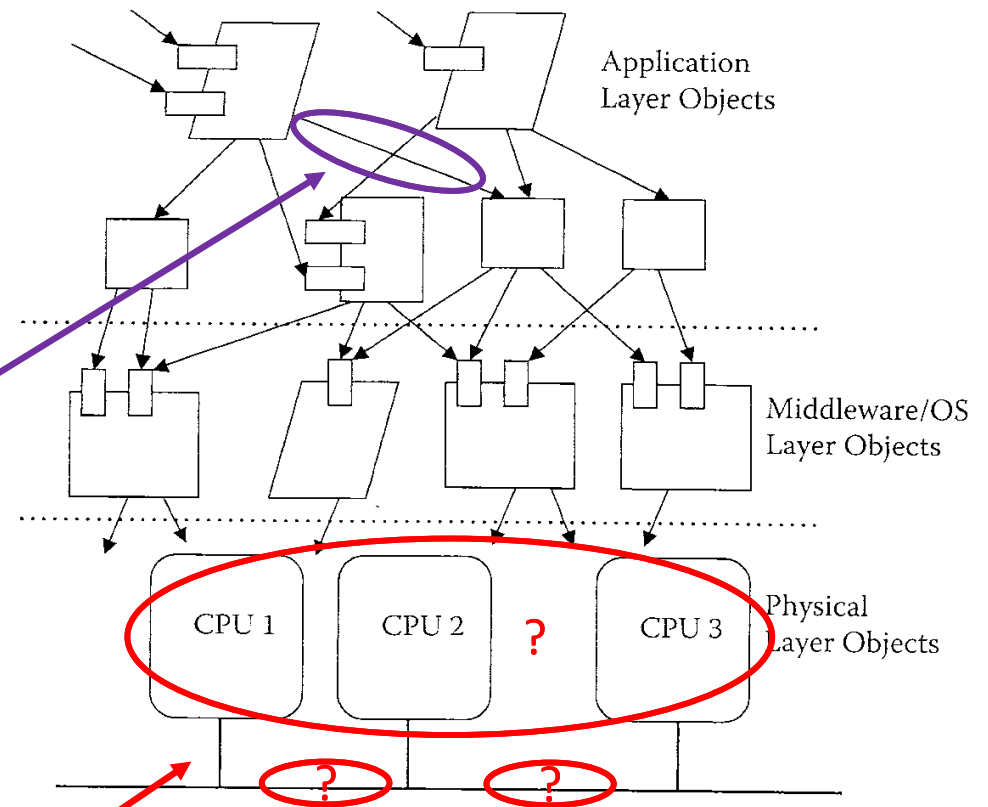 Application
Layer Objects
Middleware/OS
Layer Objects
Physical
Layer Objects
CPU 1
CPU 2
?
CPU 3
?
?